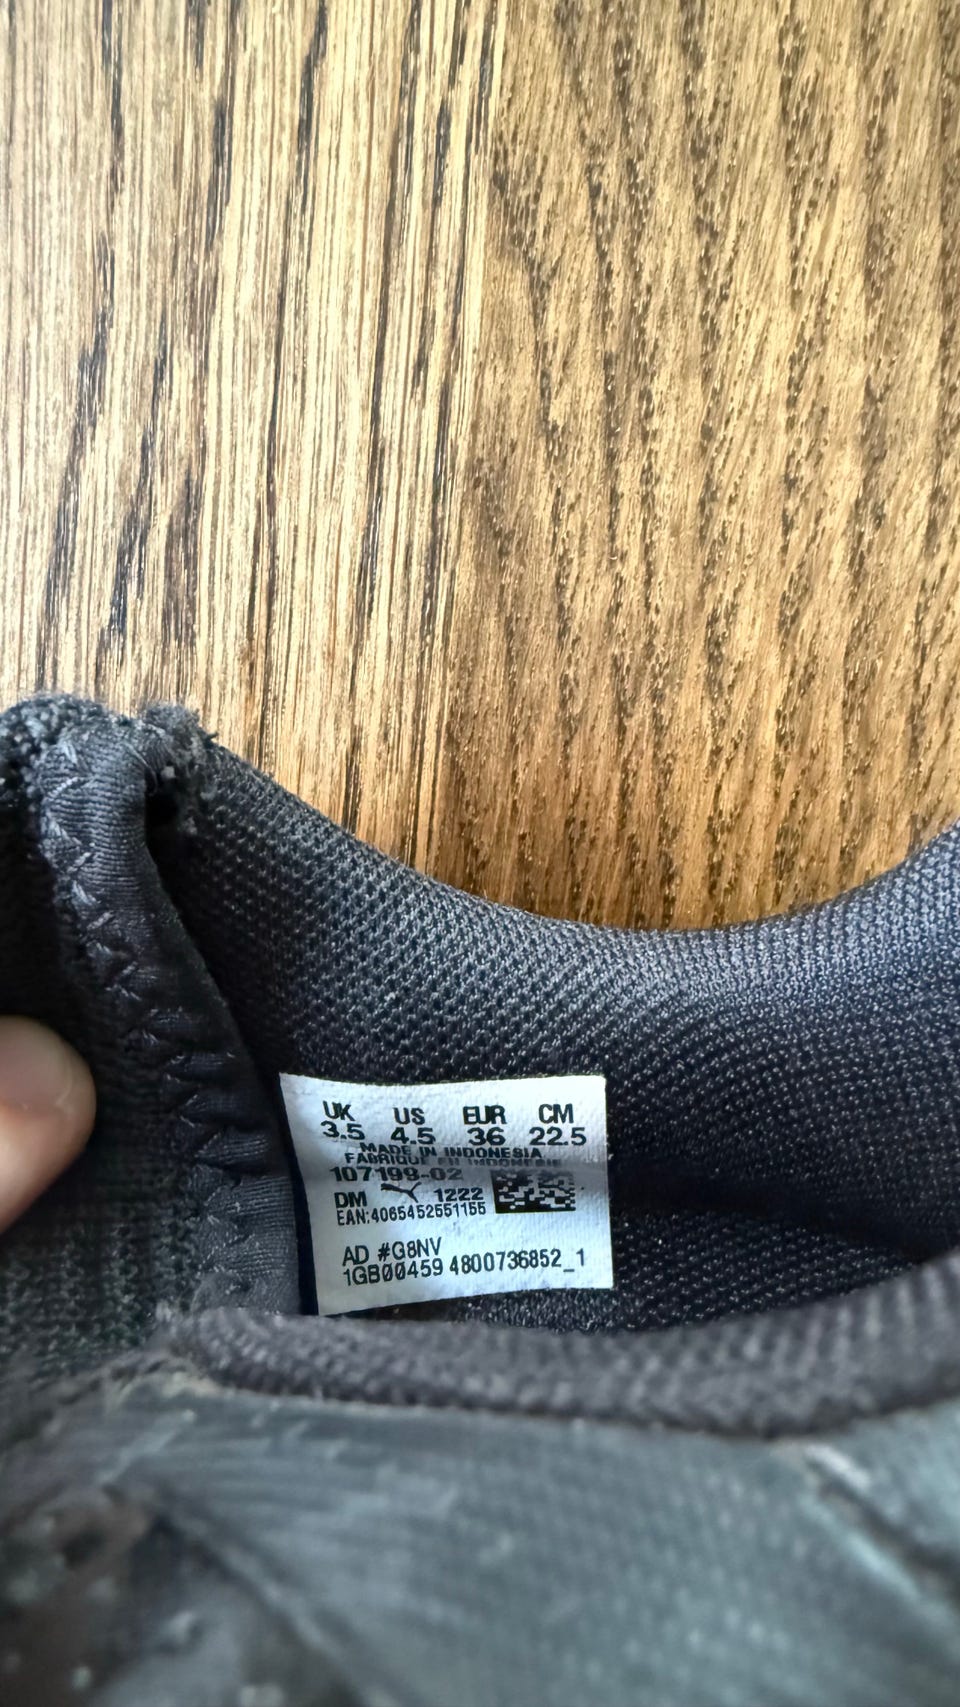 UK US EUR CM
3.5 4.5 36 22.5
MADE IN INDONESIA
FABRIQUÉ EN INDONESIE
107199-02
DM 1222
EAN:4065452551155
AD #G8NV
1GB00459 4800736852_1